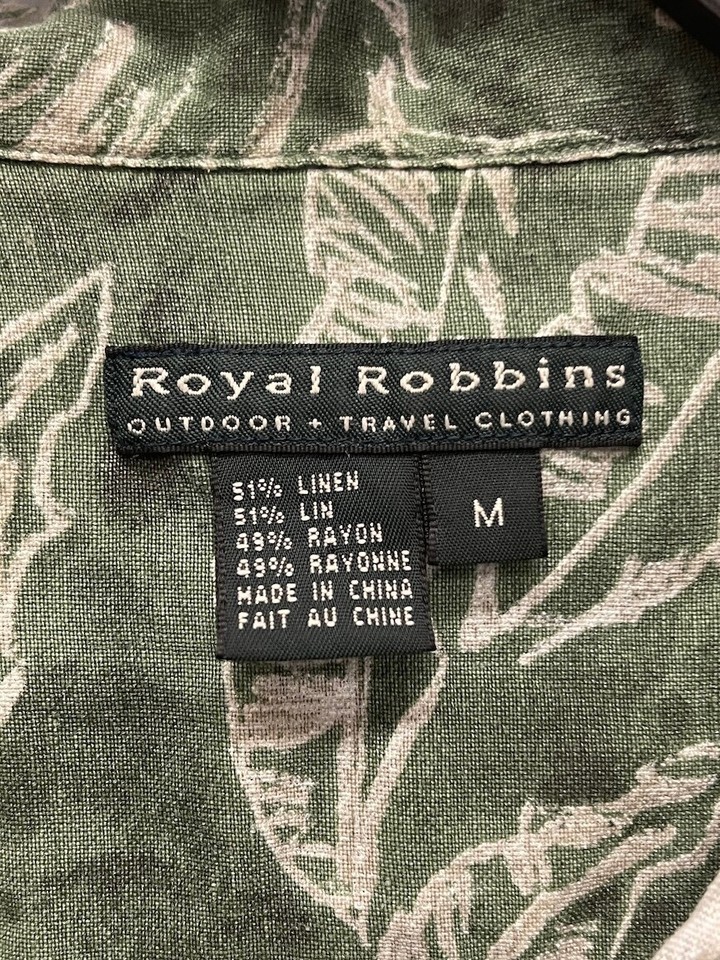 Royal Robbins
OUTDOOR + TRAVEL CLOTHING
51% LINEN
51% LIN
49% RAYON
49% RAYONNE
MADE IN CHINA
FAIT AU CHINE
M